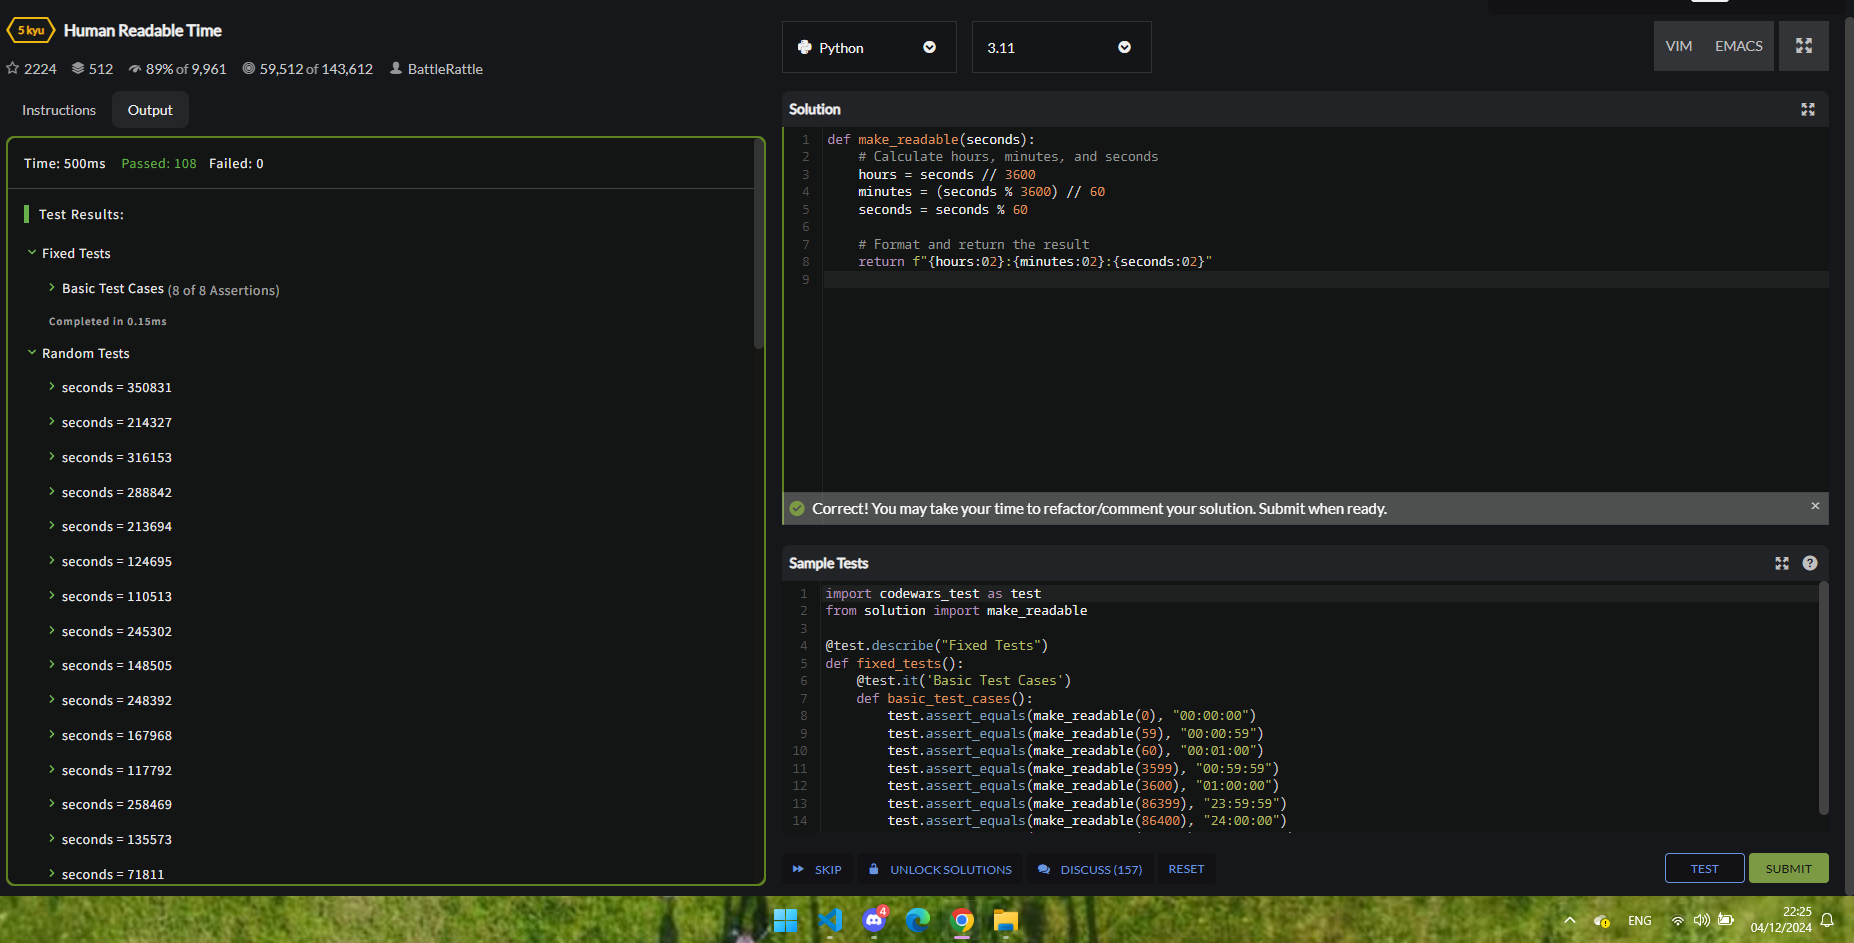 5 kyu Human Readable Time
2224 512 89% of 9,961 59,512 of 143,612 BattleRattle
Instructions Output
Time: 500ms Passed: 108 Failed: 0
Test Results:
Fixed Tests
Basic Test Cases (8 of 8 Assertions)
Completed in 0.15ms
Random Tests
seconds = 350831
seconds = 214327
seconds = 316153
seconds = 288842
seconds = 213694
seconds = 124695
seconds = 110513
seconds = 245302
seconds = 148505
seconds = 248392
seconds = 167968
seconds = 117792
seconds = 258469
seconds = 135573
seconds = 71811
Python 3.11 VIM EMACS
Solution
1 def make_readable(seconds):
2 # Calculate hours, minutes, and seconds
3 hours = seconds // 3600
4 minutes = (seconds % 3600) // 60
5 seconds = seconds % 60
6
7 # Format and return the result
8 return f"{hours:02}:{minutes:02}:{seconds:02}"
9
Correct! You may take your time to refactor/comment your solution. Submit when ready.
Sample Tests
1 import codewars_test as test
2 from solution import make_readable
3
4 @test.describe("Fixed Tests")
5 def fixed_tests():
6 @test.it('Basic Test Cases')
7 def basic_test_cases():
8 test.assert_equals(make_readable(0), "00:00:00")
9 test.assert_equals(make_readable(59), "00:00:59")
10 test.assert_equals(make_readable(60), "00:01:00")
11 test.assert_equals(make_readable(3599), "00:59:59")
12 test.assert_equals(make_readable(3600), "01:00:00")
13 test.assert_equals(make_readable(86399), "23:59:59")
14 test.assert_equals(make_readable(86400), "24:00:00")
SKIP UNLOCK SOLUTIONS DISCUSS (157) RESET TEST SUBMIT
4
ENG
22:25
04/12/2024